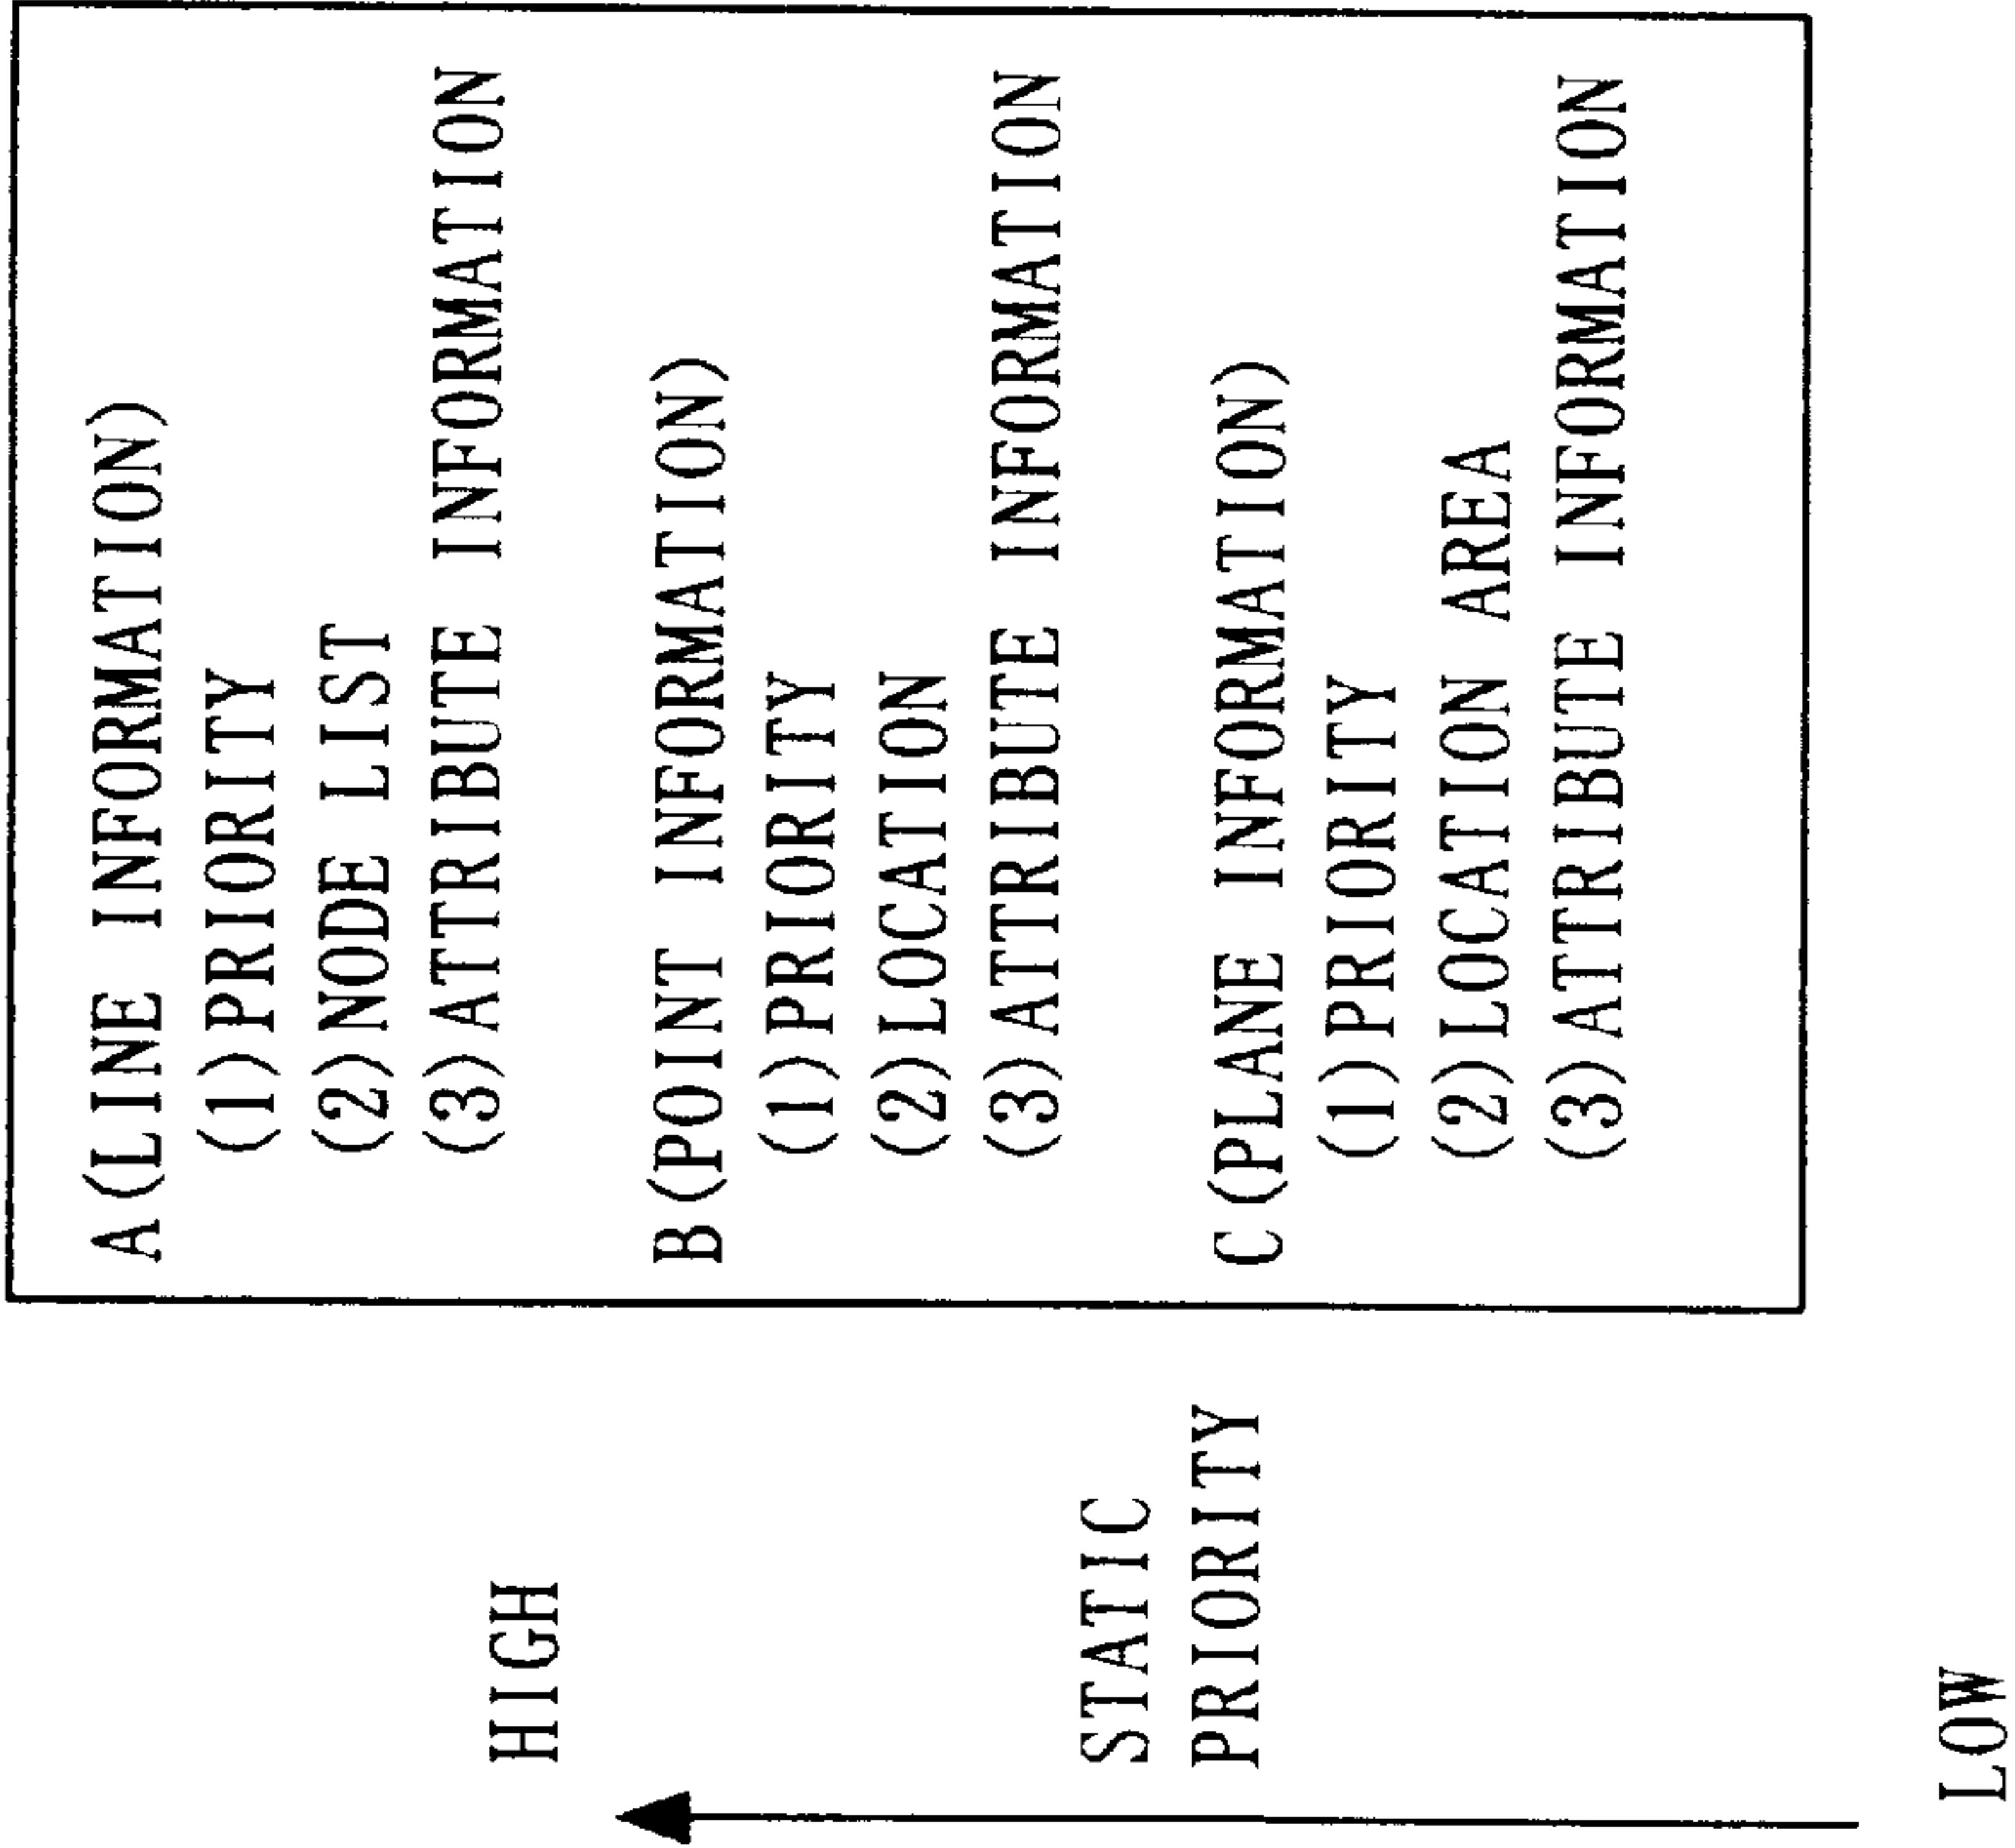 A(LINE INFORMATION)
(1)PRIORITY
(2)NODE LIST
(3)ATTRIBUTE INFORMATION
B(POINT INFORMATION)
(1)PRIORITY
(2)LOCATION
(3)ATTRIBUTE INFORMATION
C(PLANE INFORMATION)
(1)PRIORITY
(2)LOCATION AREA
(3)ATTRIBUTE INFORMATION
HIGH
STATIC
PRIORITY
LOW